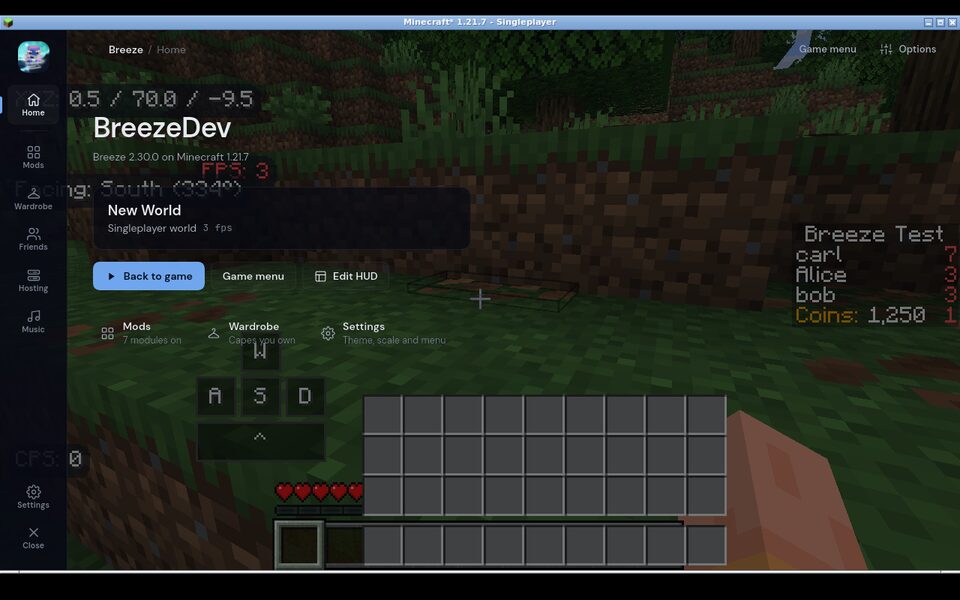 Minecraft* 1.21.7 - Singleplayer
Breeze / Home
Game menu
Options
0.5 / 70.0 / -9.5
Home
BreezeDev
Breeze 2.30.0 on Minecraft 1.21.7
Mods
FPS: 3
Facing: South (334°)
Wardrobe
New World
Singleplayer world 3 fps
Friends
Breeze Test
carl 7
Alice 3
bob 3
Coins: 1,250 1
Back to game
Game menu
Edit HUD
Hosting
Music
Mods
7 modules on
Wardrobe
Capes you own
Settings
Theme, scale and menu
W
A S D
^
CPS: 0
Settings
Close